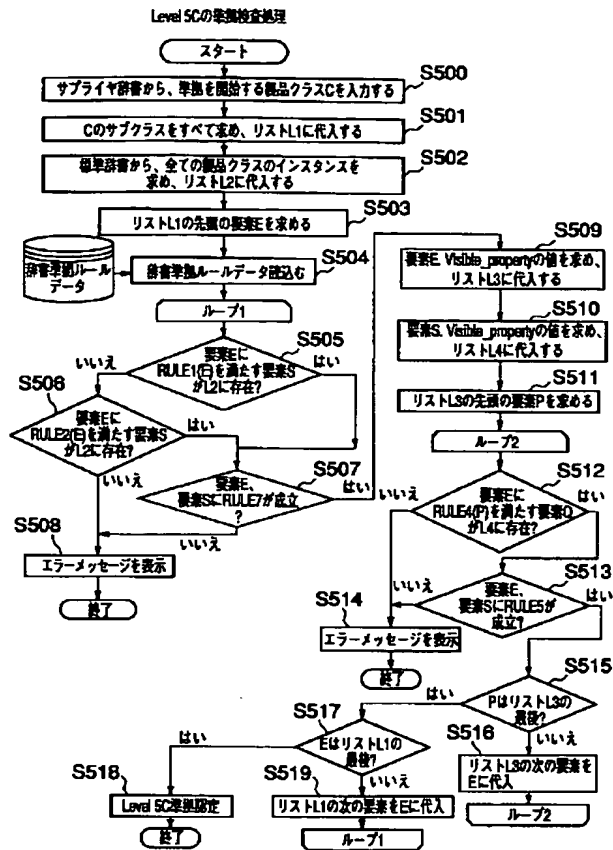 Level 5Cの準拠検査処理
スタート
S500
サプライヤ辞書から、準拠を開始する製品クラスCを入力する
S501
Cのサブクラスをすべて求め、リストL1に代入する
S502
標準辞書から、全ての製品クラスのインスタンスを
求め、リストL2に代入する
S503
リストL1の先頭の要素Eを求める
辞書準拠ルール
データ
S504
辞書準拠ルールデータ読込む
ループ1
S505
要素Eに
RULE1(E)を満たす要素S
がL2に存在?
いいえ
はい
S506
要素Eに
RULE2(E)を満たす要素S
がL2に存在?
はい
いいえ
S507
要素E、
要素SにRULE7が成立
?
はい
いいえ
S508
エラーメッセージを表示
終了
S509
要素E. Visible_propertyの値を求め、
リストL3に代入する
S510
要素S. Visible_propertyの値を求め、
リストL4に代入する
S511
リストL3の先頭の要素Pを求める
ループ2
S512
要素Eに
RULE4(P)を満たす要素Q
がL4に存在?
はい
いいえ
S513
要素E、
要素SにRULE5が
成立?
はい
いいえ
S514
エラーメッセージを表示
終了
S515
PはリストL3の
最後?
はい
いいえ
S516
リストL3の次の要素を
Eに代入
ループ2
S517
EはリストL1の
最後?
はい
いいえ
S518
Level 5C準拠認定
終了
S519
リストL1の次の要素をEに代入
ループ1